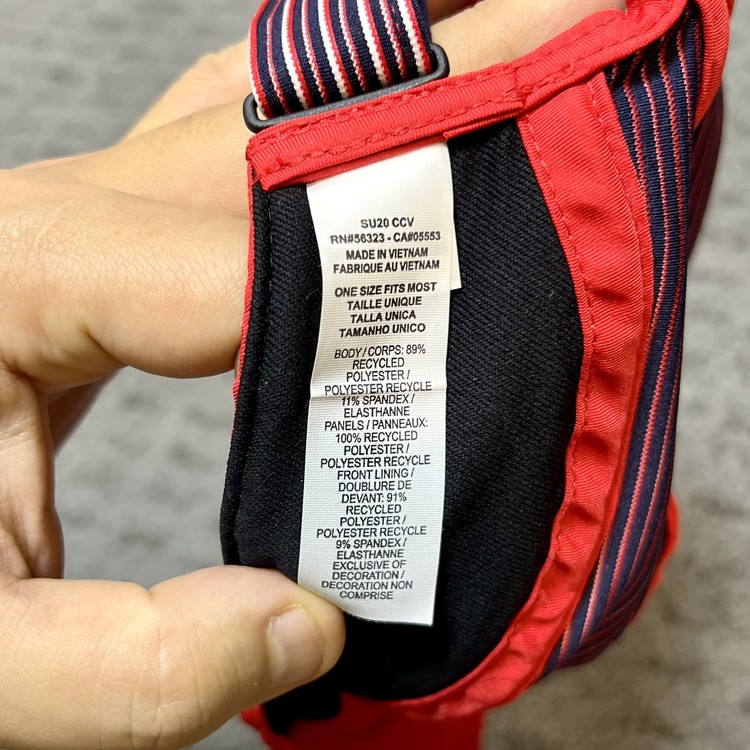 SU20 CCV
RN#56323 - CA#05553
MADE IN VIETNAM
FABRIQUE AU VIETNAM
ONE SIZE FITS MOST
TAILLE UNIQUE
TALLA UNICA
TAMANHO UNICO
BODY / CORPS: 89%
RECYCLED
POLYESTER /
POLYESTER RECYCLE
11% SPANDEX /
ELASTHANNE
PANELS / PANNEAUX:
100% RECYCLED
POLYESTER /
POLYESTER RECYCLE
FRONT LINING /
DOUBLURE DE
DEVANT: 91%
RECYCLED
POLYESTER /
POLYESTER RECYCLE
9% SPANDEX /
ELASTHANNE
EXCLUSIVE OF
DECORATION /
DECORATION NON
COMPRISE